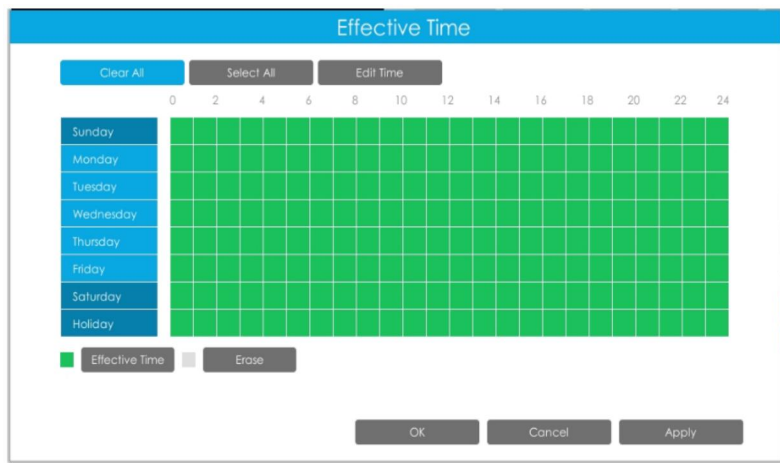 Effective Time
Clear All Select All Edit Time
0 2 4 6 8 10 12 14 16 18 20 22 24
Sunday
Monday
Tuesday
Wednesday
Thursday
Friday
Saturday
Holiday
Effective Time Erase
OK Cancel Apply